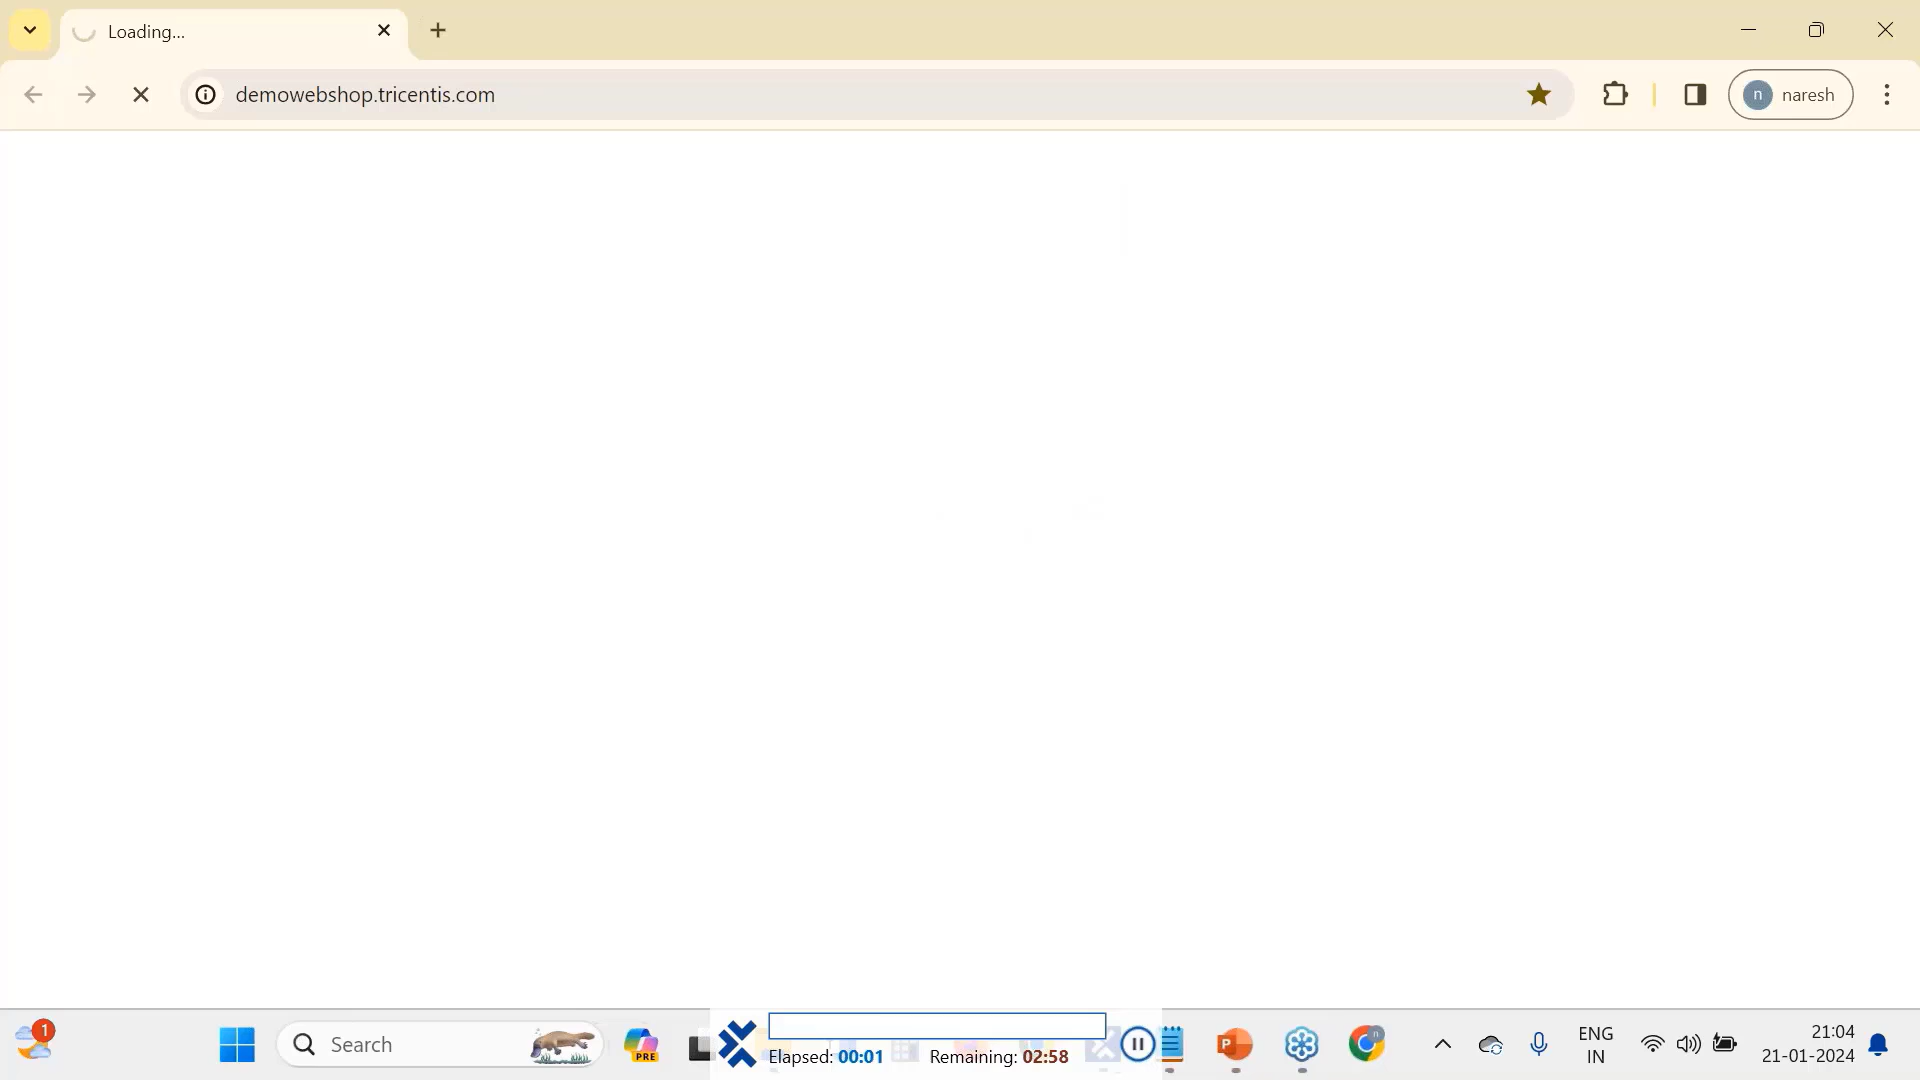 Loading...
demowebshop.tricentis.com
n
naresh
1
Search
PRE
Elapsed: 00:01
Remaining: 02:58
P
n
ENG
IN
21:04
21-01-2024